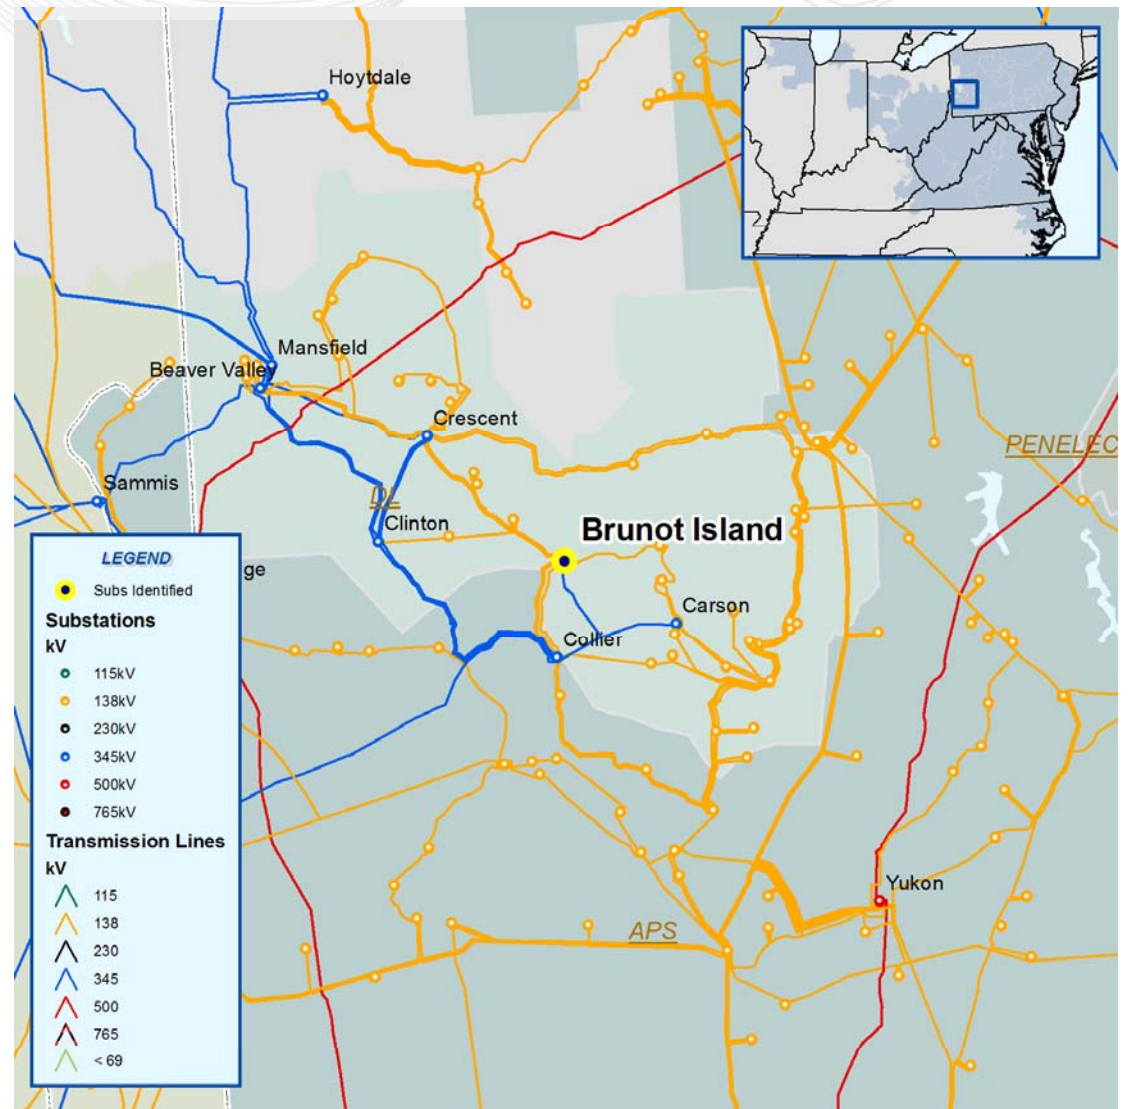 Hoytdale
Mansfield
Beaver Valley
Crescent
PENELEC
Sammis
DL
Clinton
Brunot Island
ge
Carson
Collier
LEGEND
Subs Identified
Substations
kV
115kV
138kV
230kV
345kV
500kV
765kV
Transmission Lines
kV
115
138
230
345
500
765
< 69
Yukon
APS